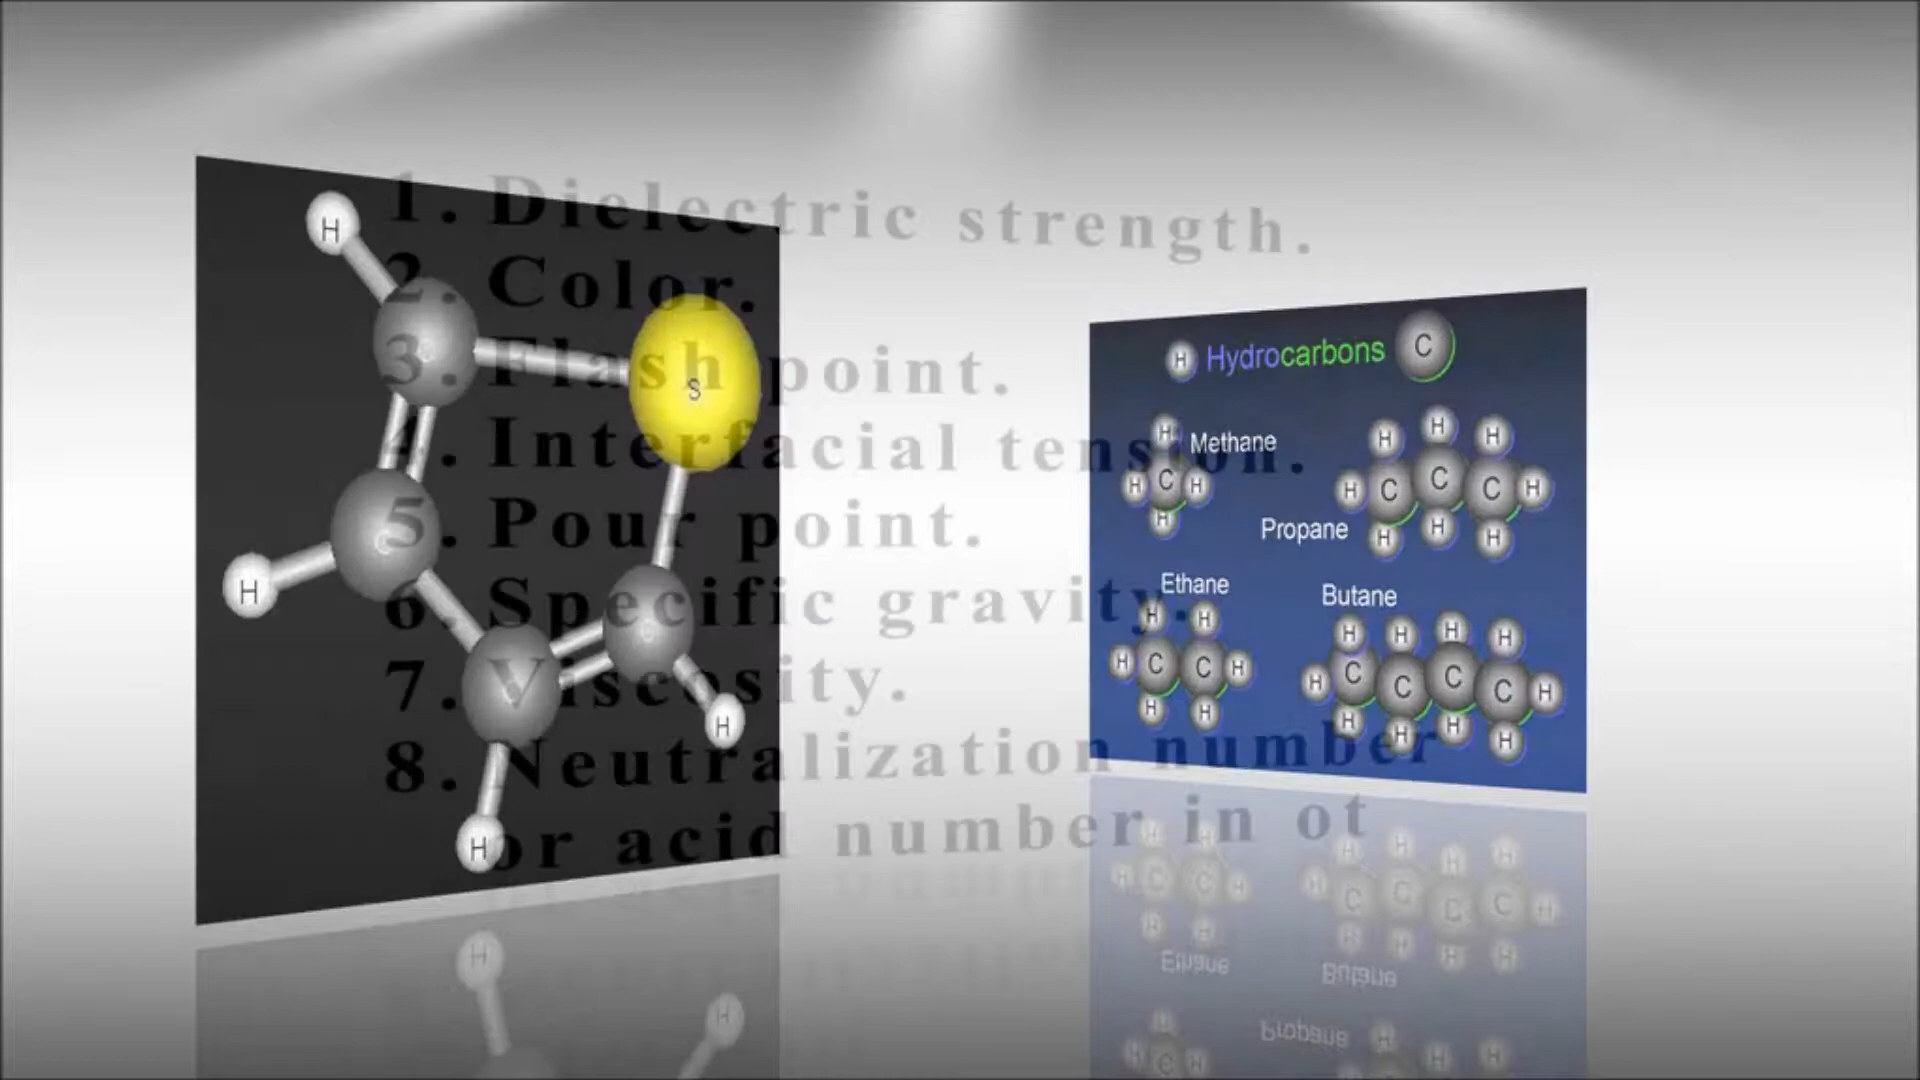 1. Dielectric strength.
2. Color.
3. Flash point.
4. Interfacial tension.
5. Pour point.
6. Specific gravity.
7. Viscosity.
8. Neutralization number
or acid number in ot
H
S
H
H
H
H Hydrocarbons C
H
Methane
H C H
H
H H H
H C C C H
Propane
H H H
Ethane
H H
H C C H
H H
Butane
H H H H
H C C C C H
H H H H